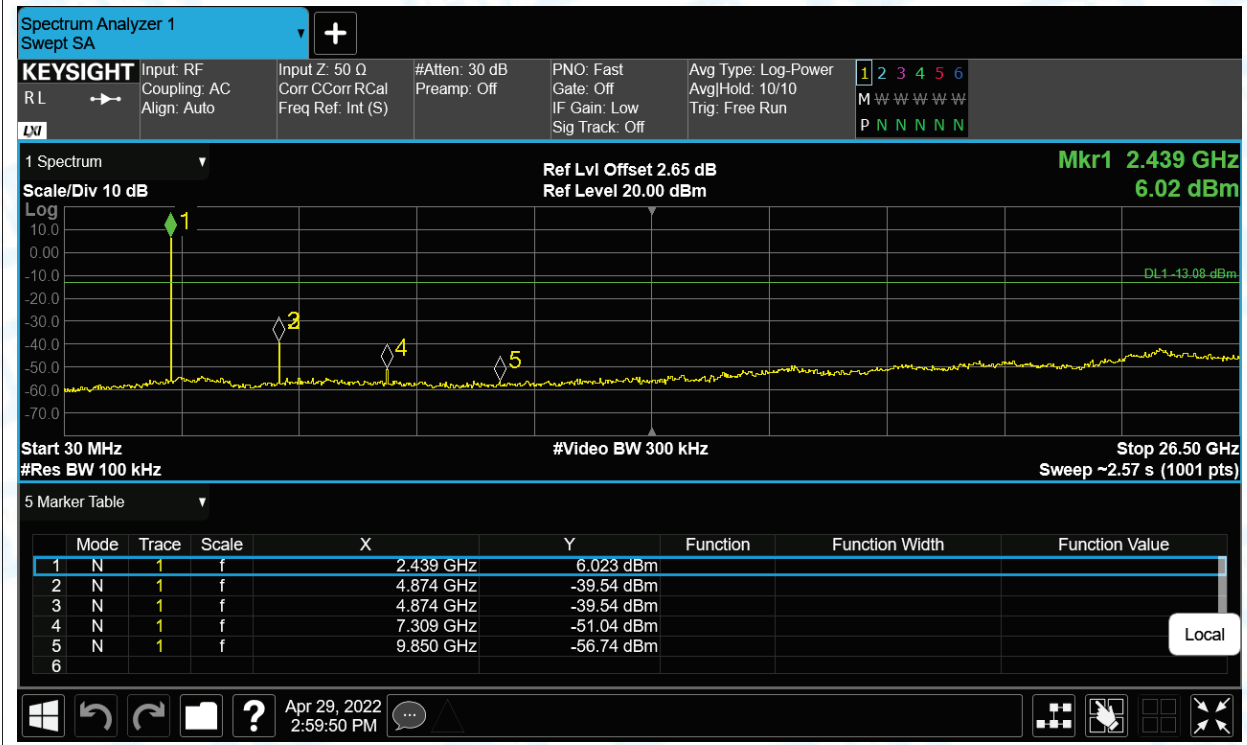 Spectrum Analyzer 1
Swept SA
KEYSIGHT
R L
LXI
Input: RF
Coupling: AC
Align: Auto
Input Z: 50 Ω
Corr CCorr RCal
Freq Ref: Int (S)
#Atten: 30 dB
Preamp: Off
PNO: Fast
Gate: Off
IF Gain: Low
Sig Track: Off
Avg Type: Log-Power
Avg|Hold: 10/10
Trig: Free Run
1 2 3 4 5 6
M W W W W W
P N N N N N
1 Spectrum
Scale/Div 10 dB
Ref Lvl Offset 2.65 dB
Ref Level 20.00 dBm
Mkr1 2.439 GHz
6.02 dBm
Log
10.0
0.00
-10.0
-20.0
-30.0
-40.0
-50.0
-60.0
-70.0
1
4
5
DL1 -13.08 dBm
Start 30 MHz
#Video BW 300 kHz
Stop 26.50 GHz
#Res BW 100 kHz
Sweep ~2.57 s (1001 pts)
5 Marker Table
Mode Trace Scale X Y Function Function Width Function Value
1 N 1 f 2.439 GHz 6.023 dBm
2 N 1 f 4.874 GHz -39.54 dBm
3 N 1 f 4.874 GHz -39.54 dBm
4 N 1 f 7.309 GHz -51.04 dBm
5 N 1 f 9.850 GHz -56.74 dBm
6
Local
?
Apr 29, 2022
2:59:50 PM